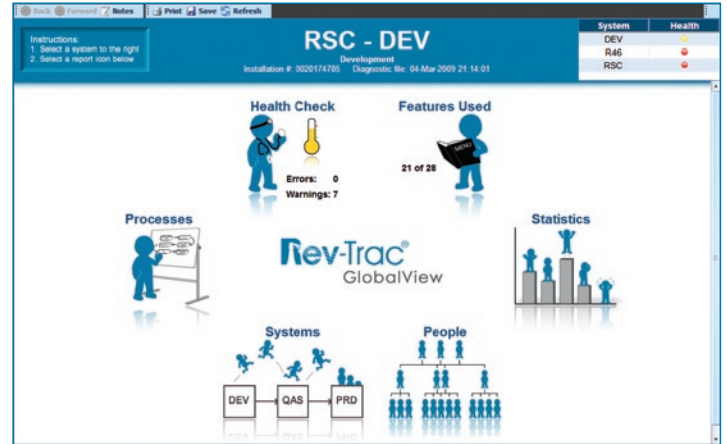 Back Forward Notes Print Save Refresh
Instructions:
1. Select a system to the right
2. Select a report icon below
RSC - DEV
Development
Installation #: 0020174785 Diagnostic file: 04-Mar-2009 21:14:01
System Health
DEV
R46
RSC
Health Check
Errors: 0
Warnings: 7
Features Used
21 of 28
MENU
Processes
Rev-Trac®
GlobalView
Statistics
Systems
DEV QAS PRD
People